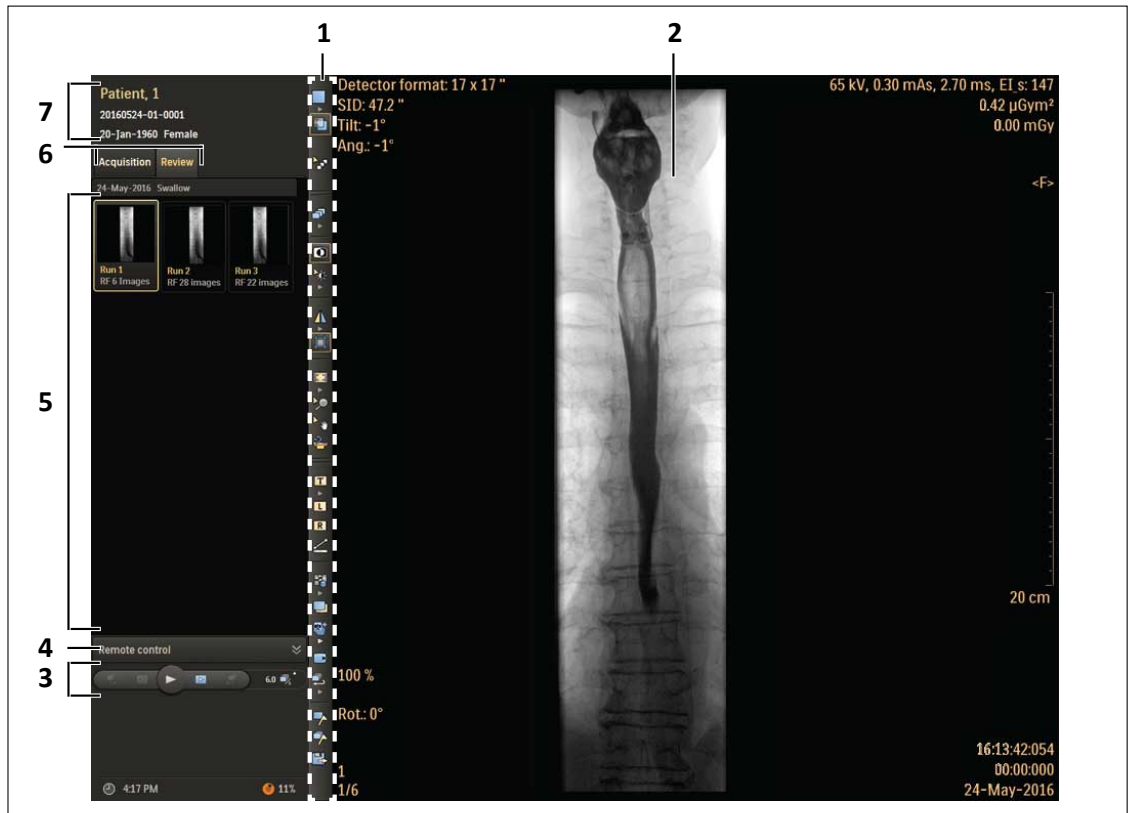 1
2
7
6
5
4
3
Patient, 1
20160524-01-0001
20-Jan-1960 Female
Acquisition Review
24-May-2016 Swallow
Run 1
RF 6 Images
Run 2
RF 28 images
Run 3
RF 22 images
Remote control
6.0
4:17 PM
11%
T
L
R
Detector format: 17 x 17 "
SID: 47.2 "
Tilt: -1°
Ang.: -1°
65 kV, 0.30 mAs, 2.70 ms, EI_s: 147
0.42 µGym²
0.00 mGy
<F>
20 cm
100 %
Rot.: 0°
1
1/6
16:13:42:054
00:00:000
24-May-2016